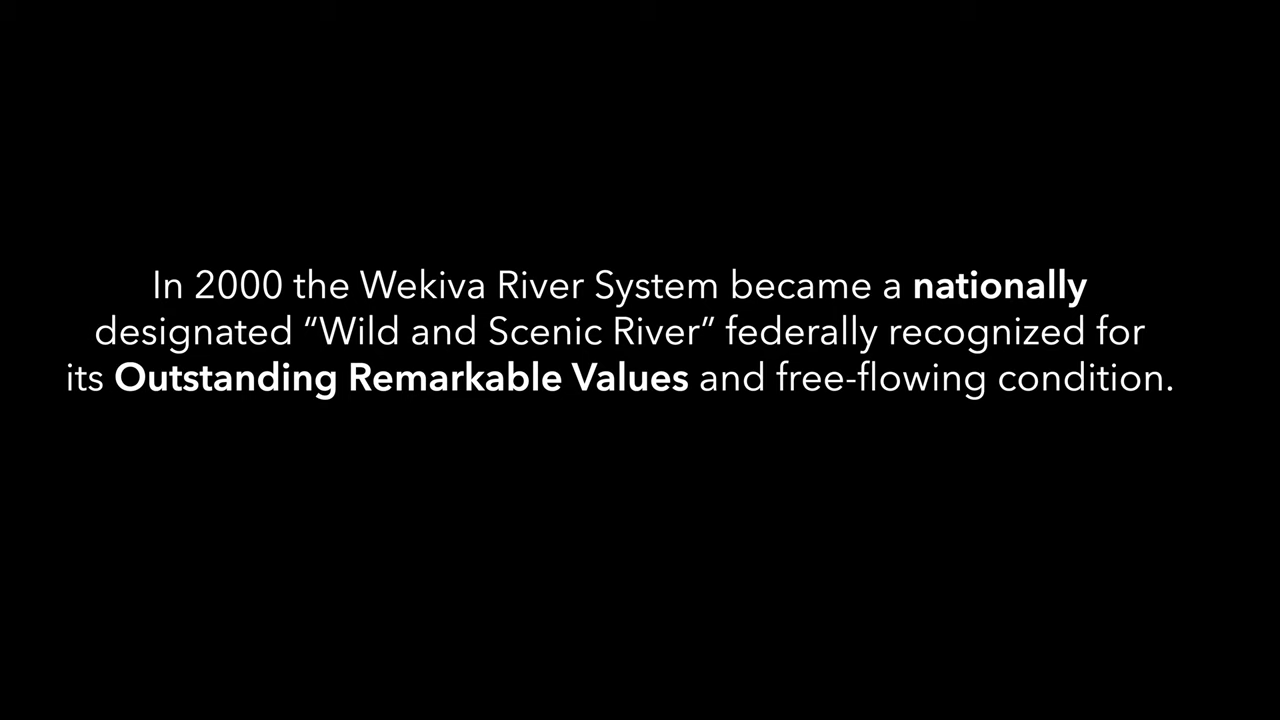 In 2000 the Wekiva River System became a nationally
designated “Wild and Scenic River” federally recognized for
its Outstanding Remarkable Values and free-flowing condition.